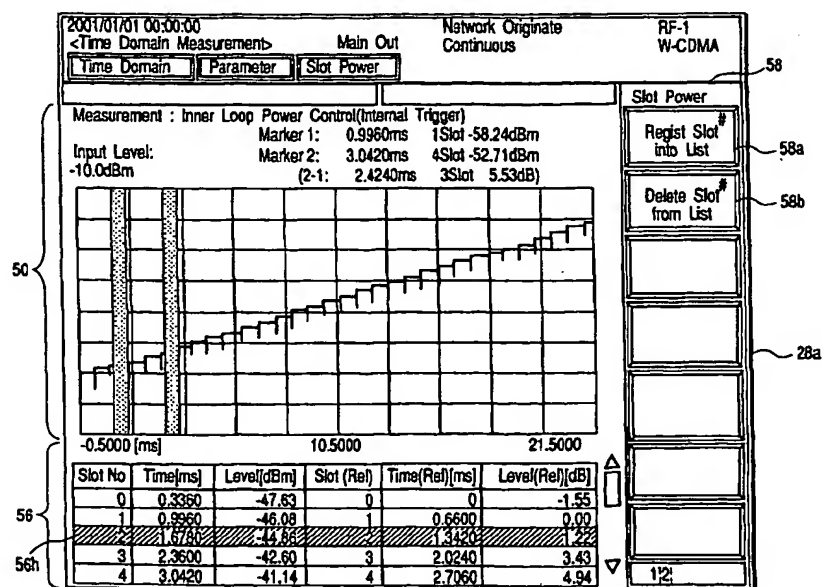 2001/01/01 00:00:00 Network Originate RF-1
<Time Domain Measurement> Main Out Continuous W-CDMA
Time Domain Parameter Slot Power
58
Slot Power
Measurement : Inner Loop Power Control(Internal Trigger)
Marker 1: 0.9960ms 1Slot -58.24dBm
Input Level: Marker 2: 3.0420ms 4Slot -52.71dBm
-10.0dBm (2-1: 2.4240ms 3Slot 5.53dB)
Regist Slot#
into List
58a
Delete Slot#
from List
58b
50
28a
-0.5000 [ms] 10.5000 21.5000
Slot No Time[ms] Level[dBm] Slot (Rel) Time(Rel)[ms] Level(Rel)[dB]
0 0.3360 -47.63 0 0 -1.55
1 0.9960 -46.08 1 0.6600 0.00
2 1.6780 -44.86 1.3420 1.22
3 2.3600 -42.60 3 2.0240 3.43
4 3.0420 -41.14 4 2.7060 4.94
56
56h
1 2